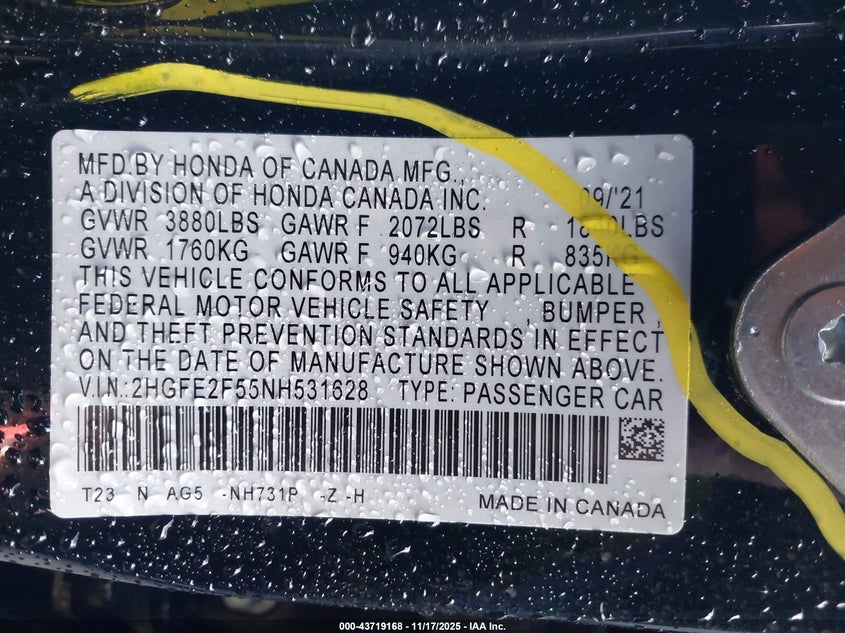 MFD BY HONDA OF CANADA MFG.,
A DIVISION OF HONDA CANADA INC. 09/'21
GVWR 3880LBS GAWR F 2072LBS R
GVWR 1760KG GAWR F 940KG R 835KG
THIS VEHICLE CONFORMS TO ALL APPLICABLE
FEDERAL MOTOR VEHICLE SAFETY, BUMPER,
AND THEFT PREVENTION STANDARDS IN EFFECT
ON THE DATE OF MANUFACTURE SHOWN ABOVE.
V.I.N.:2HGFE2F55NH531628 TYPE: PASSENGER CAR
T23 N AG5 -NH731P -Z -H MADE IN CANADA
000-43719168 - 11/17/2025 - IAA Inc.